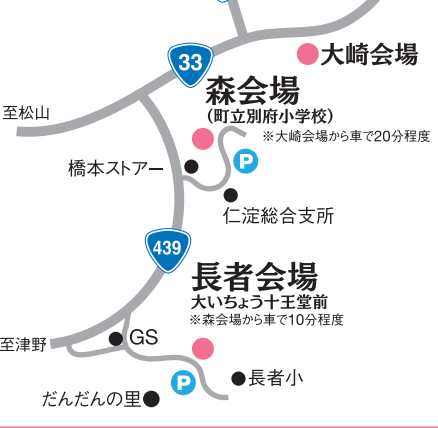 大崎会場
33
森会場
(町立別府小学校)
※大崎会場から車で20分程度
至松山
橋本ストアー
P
仁淀総合支所
439
長者会場
大いちょう十王堂前
※森会場から車で10分程度
至津野
GS
P
長者小
だんだんの里